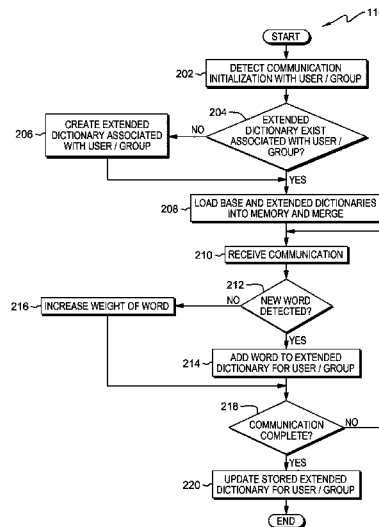 110
START
202
DETECT COMMUNICATION
INITIALIZATION WITH USER / GROUP
204
EXTENDED
DICTIONARY EXIST
ASSOCIATED WITH USER /
GROUP?
NO
206
CREATE EXTENDED
DICTIONARY ASSOCIATED
WITH USER / GROUP
YES
208
LOAD BASE AND EXTENDED DICTIONARIES
INTO MEMORY AND MERGE
210
RECEIVE COMMUNICATION
212
NEW WORD
DETECTED?
NO
216
INCREASE WEIGHT OF WORD
YES
214
ADD WORD TO EXTENDED
DICTIONARY FOR USER / GROUP
218
COMMUNICATION
COMPLETE?
NO
YES
220
UPDATE STORED EXTENDED
DICTIONARY FOR USER / GROUP
END